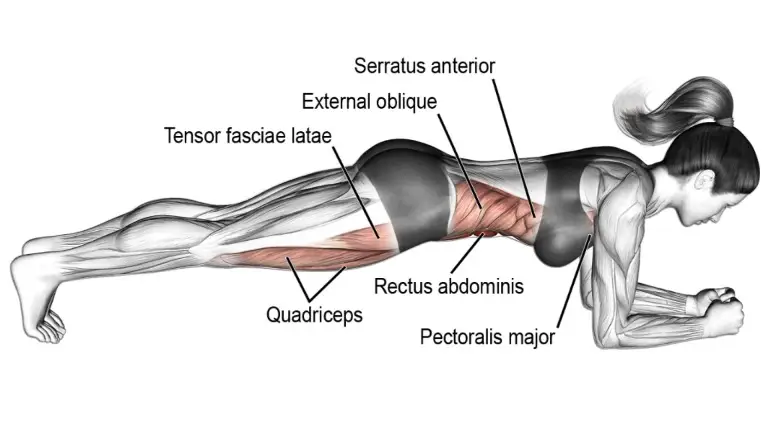 Serratus anterior
External oblique
Tensor fasciae latae
Rectus abdominis
Quadriceps
Pectoralis major